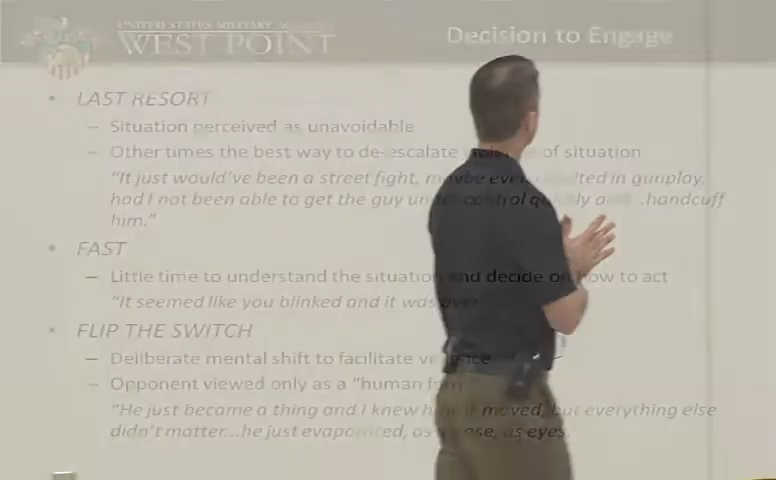 UNITED STATES MILITARY
WEST POINT
Decision to Engage
• LAST RESORT
– Situation perceived as unavoidable
– Other times the best way to de-escalate of situation
“It just would’ve been a street fight, maybe even resulted in gunplay,
had I not been able to get the guy under control quickly and...handcuff
him.”
• FAST
– Little time to understand the situation and decide on how to act
“It seemed like you blinked and it was over
• FLIP THE SWITCH
– Deliberate mental shift to facilitate violence
– Opponent viewed only as a “human form”
“He just became a thing and I knew how it moved, but everything else
didn’t matter...he just evaporated, as a nose, as eyes.